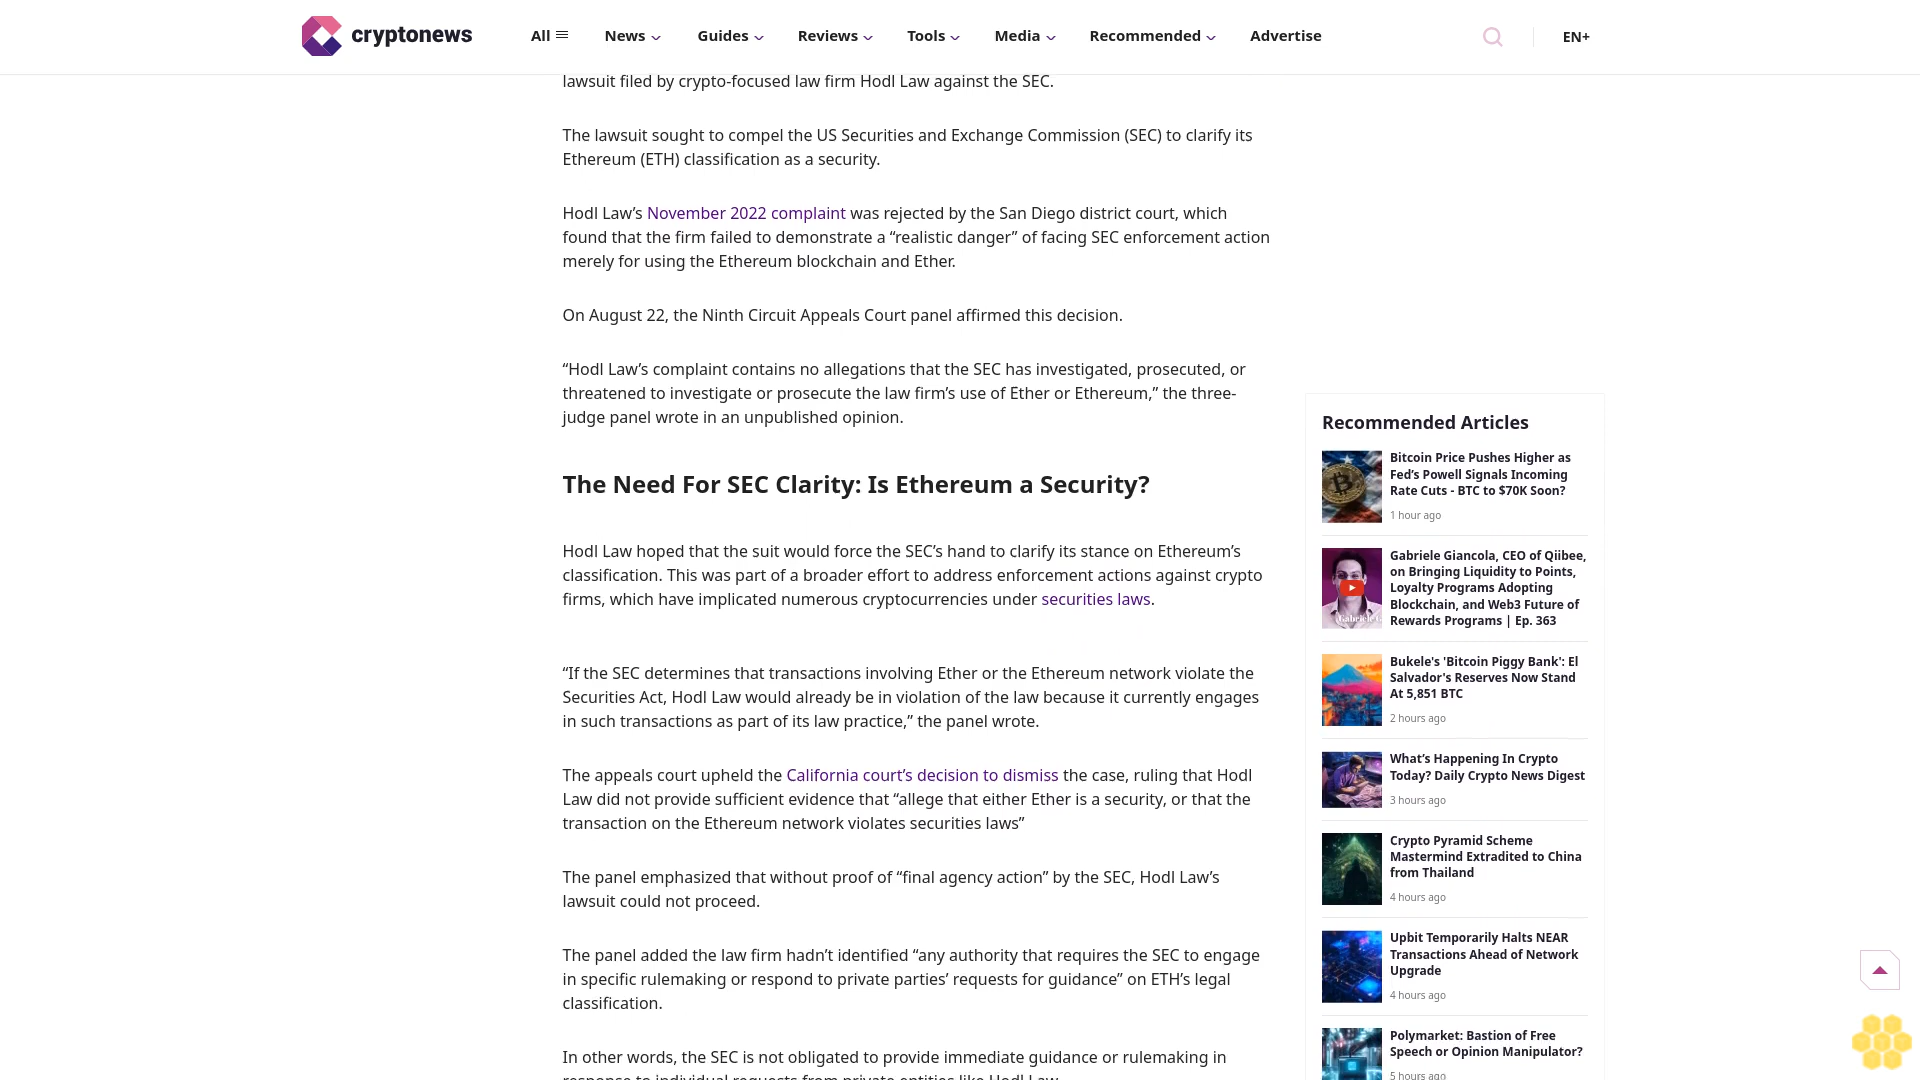 cryptonews
All
News
Guides
Reviews
Tools
Media
Recommended
Advertise
EN+
lawsuit filed by crypto-focused law firm Hodl Law against the SEC.
The lawsuit sought to compel the US Securities and Exchange Commission (SEC) to clarify its
Ethereum (ETH) classification as a security.
Hodl Law’s November 2022 complaint was rejected by the San Diego district court, which
found that the firm failed to demonstrate a “realistic danger” of facing SEC enforcement action
merely for using the Ethereum blockchain and Ether.
On August 22, the Ninth Circuit Appeals Court panel affirmed this decision.
“Hodl Law’s complaint contains no allegations that the SEC has investigated, prosecuted, or
threatened to investigate or prosecute the law firm’s use of Ether or Ethereum,” the three-
judge panel wrote in an unpublished opinion.
The Need For SEC Clarity: Is Ethereum a Security?
Hodl Law hoped that the suit would force the SEC’s hand to clarify its stance on Ethereum’s
classification. This was part of a broader effort to address enforcement actions against crypto
firms, which have implicated numerous cryptocurrencies under securities laws.
“If the SEC determines that transactions involving Ether or the Ethereum network violate the
Securities Act, Hodl Law would already be in violation of the law because it currently engages
in such transactions as part of its law practice,” the panel wrote.
The appeals court upheld the California court’s decision to dismiss the case, ruling that Hodl
Law did not provide sufficient evidence that “allege that either Ether is a security, or that the
transaction on the Ethereum network violates securities laws”
The panel emphasized that without proof of “final agency action” by the SEC, Hodl Law’s
lawsuit could not proceed.
The panel added the law firm hadn’t identified “any authority that requires the SEC to engage
in specific rulemaking or respond to private parties’ requests for guidance” on ETH’s legal
classification.
In other words, the SEC is not obligated to provide immediate guidance or rulemaking in
response to individual requests from private entities like Hodl Law.
Recommended Articles
Bitcoin Price Pushes Higher as
Fed’s Powell Signals Incoming
Rate Cuts - BTC to $70K Soon?
1 hour ago
Gabriele Giancola, CEO of Qiibee,
on Bringing Liquidity to Points,
Loyalty Programs Adopting
Blockchain, and Web3 Future of
Rewards Programs | Ep. 363
Bukele's 'Bitcoin Piggy Bank': El
Salvador's Reserves Now Stand
At 5,851 BTC
2 hours ago
What’s Happening In Crypto
Today? Daily Crypto News Digest
3 hours ago
Crypto Pyramid Scheme
Mastermind Extradited to China
from Thailand
4 hours ago
Upbit Temporarily Halts NEAR
Transactions Ahead of Network
Upgrade
4 hours ago
Polymarket: Bastion of Free
Speech or Opinion Manipulator?
5 hours ago